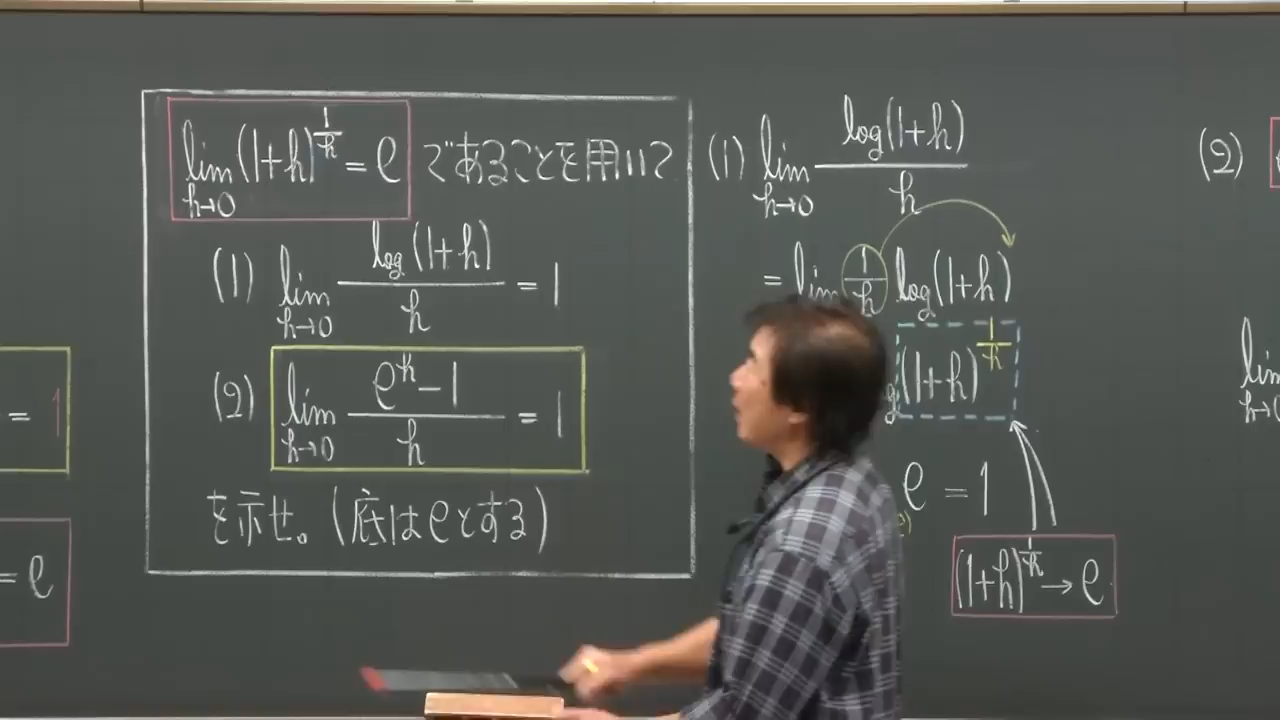 = 1
= e
lim_{h→0} (1+h)^{1/h} = e であることを用いて
(1) lim_{h→0} log(1+h)/h = 1
(2) lim_{h→0} (e^h - 1)/h = 1
を示せ。(底はeとする)
(1) lim_{h→0} log(1+h)/h
= lim 1/h log(1+h)
(1+h)^{1/h}
e = 1
(1+h)^{1/h} → e
(2)
lim